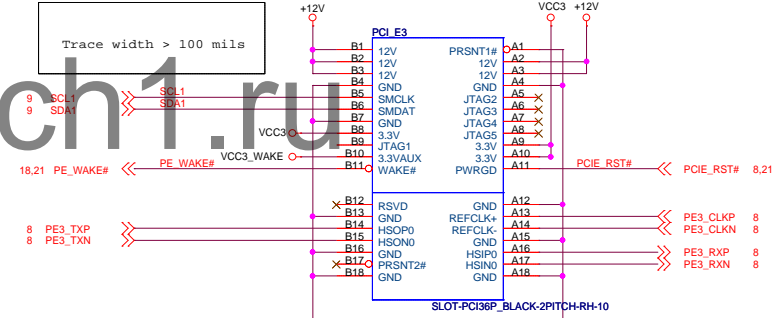 +12V VCC3 +12V
Trace width > 100 mils
PCI_E3
B1 12V PRSNT1# A1
B2 12V 12V A2
B3 12V 12V A3
B4 GND GND A4
9 SCL1 SCL1 B5 SMCLK JTAG2 A5
9 SDA1 SDA1 B6 SMDAT JTAG3 A6
B7 GND JTAG4 A7
VCC3 B8 3.3V JTAG5 A8
B9 JTAG1 3.3V A9
VCC3_WAKE B10 3.3VAUX 3.3V A10
18,21 PE_WAKE# PE_WAKE# B11 WAKE# PWRGD A11 PCIE_RST# PCIE_RST# 8,21
B12 RSVD GND A12
B13 GND REFCLK+ A13 PE3_CLKP 8
8 PE3_TXP B14 HSOP0 REFCLK- A14 PE3_CLKN 8
8 PE3_TXN B15 HSON0 GND A15
B16 GND HSIP0 A16 PE3_RXP 8
B17 PRSNT2# HSIN0 A17 PE3_RXN 8
B18 GND GND A18
SLOT-PCI36P_BLACK-2PITCH-RH-10
ch1.ru